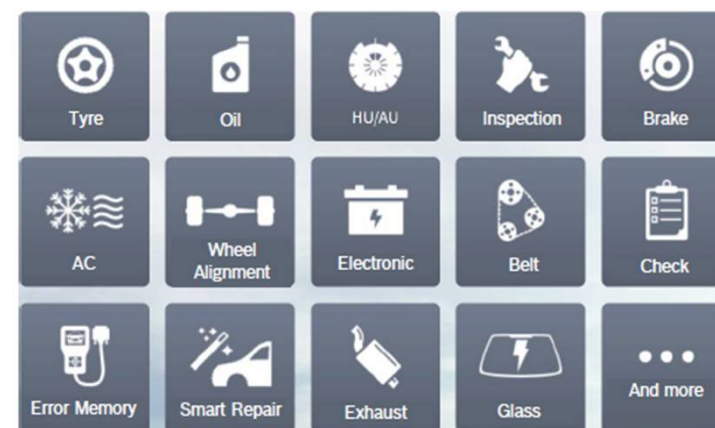 Tyre
Oil
HU/AU
Inspection
Brake
AC
Wheel
Alignment
Electronic
Belt
Check
Error Memory
Smart Repair
Exhaust
Glass
And more